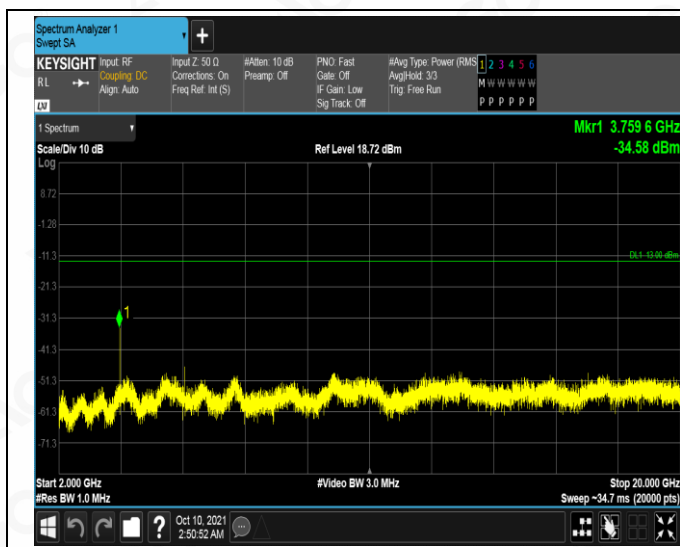 Spectrum Analyzer 1
Swept SA
+
KEYSIGHT
RL
LXI
Input: RF
Coupling: DC
Align: Auto
Input Z: 50 Ω
Corrections: On
Freq Ref: Int (S)
#Atten: 10 dB
Preamp: Off
PNO: Fast
Gate: Off
IF Gain: Low
Sig Track: Off
#Avg Type: Power (RMS
Avg|Hold: 3/3
Trig: Free Run
1 2 3 4 5 6
M W W W W W
P P P P P P
1 Spectrum
Mkr1 3.759 6 GHz
Scale/Div 10 dB
Ref Level 18.72 dBm
-34.58 dBm
Log
8.72
-1.28
-11.3
DL1 -13.00 dBm
-21.3
-31.3
1
-41.3
-51.3
-61.3
-71.3
Start 2.000 GHz
#Video BW 3.0 MHz
Stop 20.000 GHz
#Res BW 1.0 MHz
Sweep ~34.7 ms (20000 pts)
?
Oct 10, 2021
2:50:52 AM